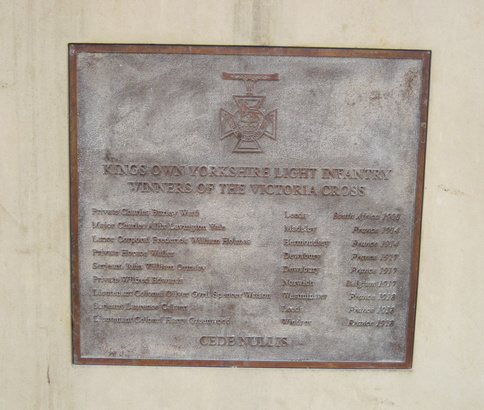 KINGS OWN YORKSHIRE LIGHT INFANTRY
WINNERS OF THE VICTORIA CROSS
Private Charles Ward Leeds South Africa 1900
Major Charles Allix Lavington Yate Madeley France 1914
Lance Corporal Frederick William Holmes Bermondsey France 1914
Private Horace Waller Dewsbury France 1917
Serjeant John William Ormsby Dewsbury France 1917
Private Wilfred Edwards Norwich Belgium 1917
Lieutenant Colonel Oliver Cyril Spencer Watson Westminster France 1918
Serjeant Laurence Calvert Leeds France 1918
Lieutenant Colonel Harry Greenwood Windsor France 1918
CEDE NULLIS